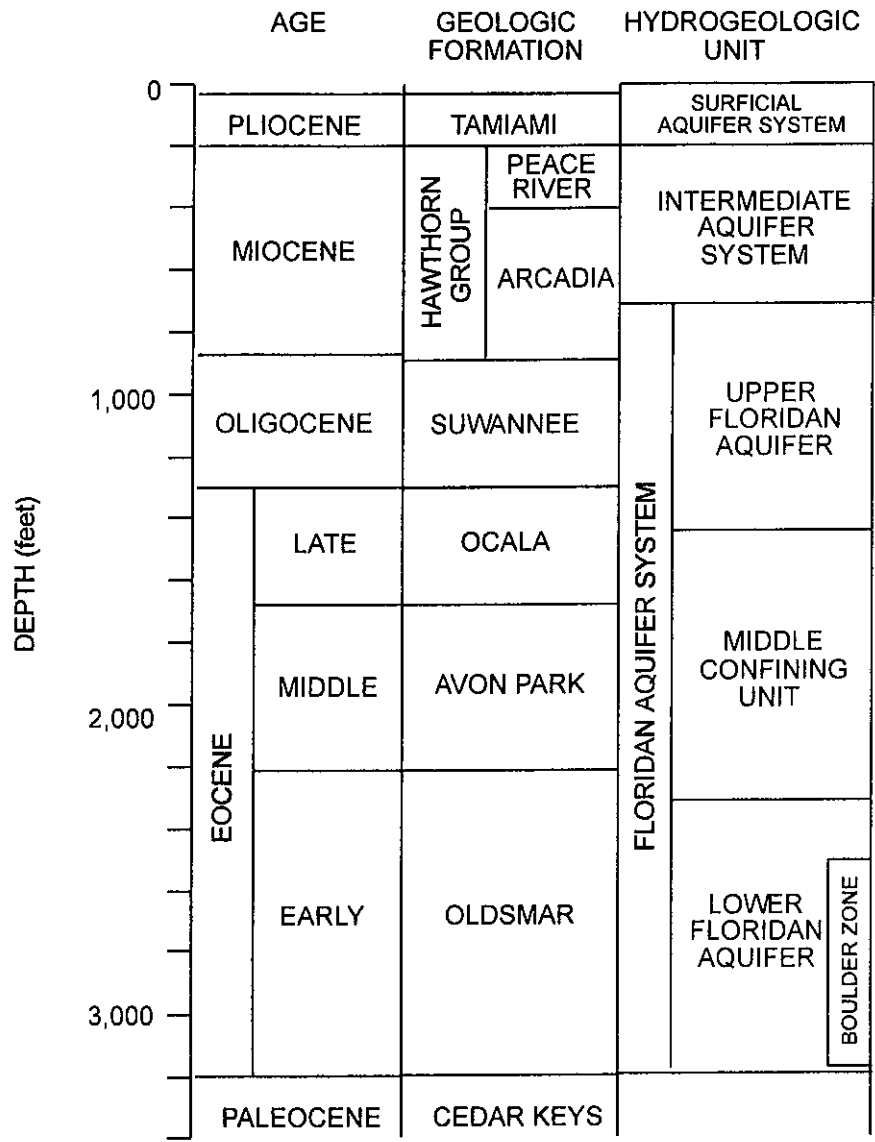 AGE
GEOLOGIC
FORMATION
HYDROGEOLOGIC
UNIT
0
PLIOCENE
TAMIAMI
SURFICIAL
AQUIFER SYSTEM
MIOCENE
HAWTHORN
GROUP
PEACE
RIVER
ARCADIA
INTERMEDIATE
AQUIFER
SYSTEM
1,000
OLIGOCENE
SUWANNEE
UPPER
FLORIDAN
AQUIFER
DEPTH (feet)
EOCENE
LATE
OCALA
FLORIDAN AQUIFER SYSTEM
MIDDLE
AVON PARK
MIDDLE
CONFINING
UNIT
2,000
EARLY
OLDSMAR
LOWER
FLORIDAN
AQUIFER
BOULDER ZONE
3,000
PALEOCENE
CEDAR KEYS